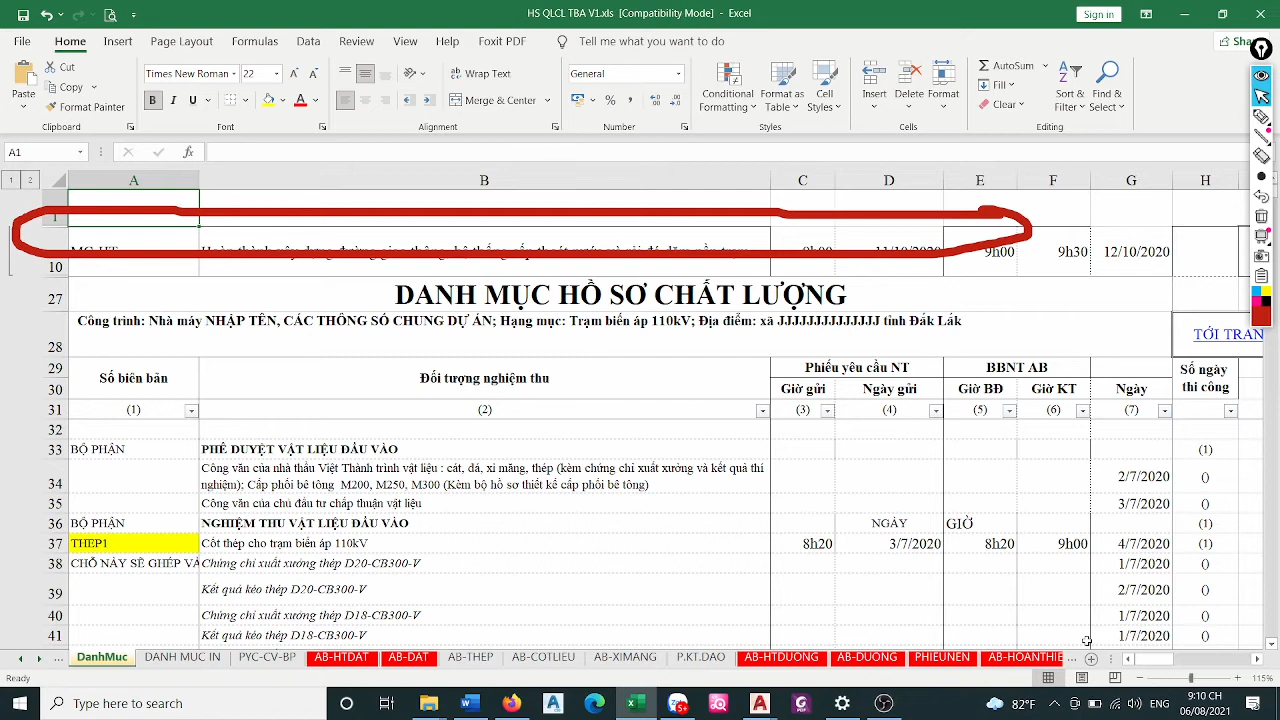 HS QLCL TBA V1.xls [Compatibility Mode] - Excel
Sign in
File Home Insert Page Layout Formulas Data Review View Help Foxit PDF Tell me what you want to do
Cut
Copy
Format Painter
Paste
Clipboard
Times New Roman 22
B I U
Font
Wrap Text
Merge & Center
Alignment
General
Number
Conditional Formatting
Format as Table
Cell Styles
Styles
Insert Delete Format
Cells
AutoSum
Fill
Clear
Sort & Filter
Find & Select
Editing
A1
fx
1 2
A B C D E F G H
1
10 9h00 9h30 12/10/2020
27 DANH MỤC HỒ SƠ CHẤT LƯỢNG
28 Công trình: Nhà máy NHẬP TÊN, CÁC THÔNG SÓ CHUNG DỰ ÁN; Hạng mục: Trạm biến áp 110kV; Địa điểm: xã JJJJJJJJJJJJJJ tỉnh Đắk Lắk
TỚI TRAN
29 Phiếu yêu cầu NT BBNT AB
Số biên bản Đối tượng nghiệm thu Số ngày thi công
30 Giờ gửi Ngày gửi Giờ BĐ Giờ KT Ngày
31 (1) (2) (3) (4) (5) (6) (7)
32
33 BỘ PHẬN PHÊ DUYỆT VẬT LIỆU ĐẦU VÀO (1)
34 Công văn của nhà thầu Việt Thành trình vật liệu : cát, đá, xi măng, thép (kèm chứng chỉ xuất xưởng và kết quả thí nghiệm); Cấp phối bê tông M200, M250, M300 (Kèm bộ hồ sơ thiết kế cấp phối bê tông) 2/7/2020 ()
35 Công văn của chủ đầu tư chấp thuận vật liệu 3/7/2020 ()
36 BỘ PHẬN NGHIỆM THU VẬT LIỆU ĐẦU VÀO NGÀY GIỜ (1)
37 THEP1 Cốt thép cho trạm biến áp 110kV 8h20 3/7/2020 8h20 9h00 4/7/2020 (1)
38 CHỖ NÀY SẼ GHÉP VÀ Chứng chỉ xuất xưởng thép D20-CB300-V 1/7/2020 ()
39 Kết quả kéo thép D20-CB300-V 2/7/2020 ()
40 Chứng chỉ xuất xưởng thép D18-CB300-V 1/7/2020 ()
41 Kết quả kéo thép D18-CB300-V 1/7/2020 ()
DanhMuc DANH MUC IN AB-HTDAT AB-DAT AB-THEP AB-COTLIEU AB-XIMANG P.KT.DAO AB-HTDUONG AB-DUONG PHIEUNEN AB-HOANTHIE
Ready
115%
Type here to search
82°F
9:10 CH
06/08/2021